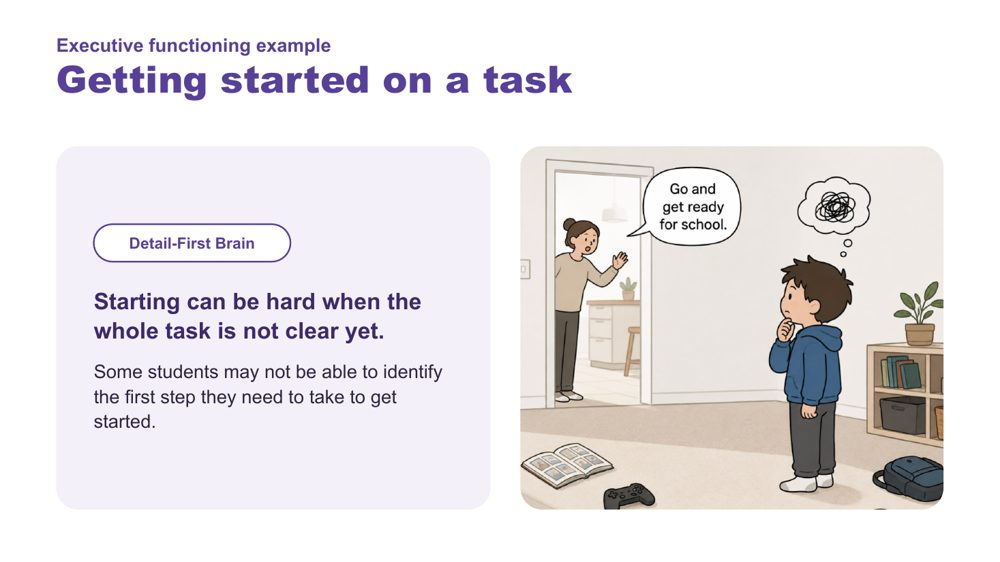 Executive functioning example
Getting started on a task
Detail-First Brain
Starting can be hard when the
whole task is not clear yet.
Some students may not be able to identify
the first step they need to take to get
started.
Go and
get ready
for school.